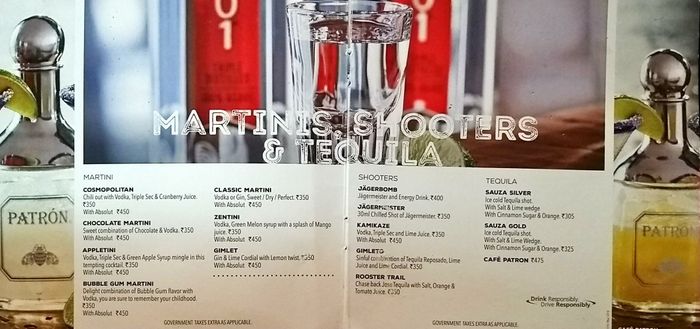 01
PATRÓN
MARTINIS, SHOOTERS
& TEQUILA
MARTINI
COSMOPOLITAN
Chill out with Vodka, Triple Sec & Cranberry Juice.
₹350
With Absolut ₹450
CHOCOLATE MARTINI
Sweet combination of Chocolate & Vodka. ₹350
With Absolut ₹450
APPLETINI
Vodka, Triple Sec & Green Apple Syrup mingle in this
tempting cocktail. ₹350
With Absolut ₹450
BUBBLE GUM MARTINI
Delight combination of Bubble Gum flavor with
Vodka, you are sure to remember your childhood.
₹350
With Absolut ₹450
CLASSIC MARTINI
Vodka or Gin, Sweet / Dry / Perfect. ₹350
With Absolut ₹450
ZENTINI
Vodka, Green Melon syrup with a splash of Mango
juice. ₹350
With Absolut ₹450
GIMLET
Gin & Lime Cordial with Lemon twist. ₹350
With Absolut ₹450
GOVERNMENT TAXES EXTRA AS APPLICABLE.
SHOOTERS
JÄGERBOMB
Jägermeister and Energy Drink. ₹400
JÄGERMEISTER
30ml Chilled Shot of Jägermeister. ₹350
KAMIKAZE
Vodka, Triple Sec and Lime Juice. ₹350
With Absolut ₹450
GIMLETO
Sinful combination of Tequila Reposado, Lime
Juice and Lime Cordial. ₹350
ROOSTER TRAIL
Chase back Jose Tequila with Salt, Orange &
Tomato Juice. ₹350
TEQUILA
SAUZA SILVER
Ice cold Tequila shot.
With Salt & Lime wedge
With Cinnamon Sugar & Orange. ₹305
SAUZA GOLD
Ice cold Tequila shot.
With Salt & Lime Wedge.
With Cinnamon Sugar & Orange. ₹325
CAFÉ PATRON ₹475
Drink Responsibly
Drive Responsibly
GOVERNMENT TAXES EXTRA AS APPLICABLE.
PATRÓN